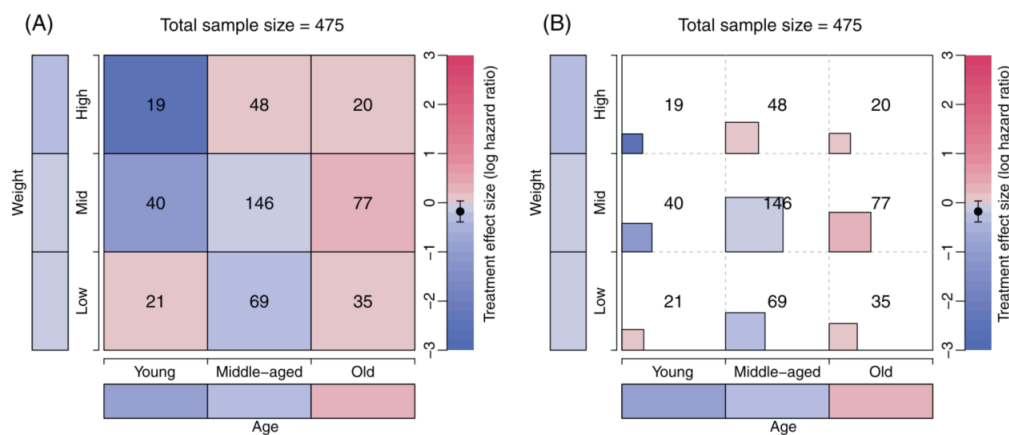 (A)
Total sample size = 475
Weight
High
Mid
Low
19
48
20
40
146
77
21
69
35
Young
Middle−aged
Old
Age
3
2
1
0
−1
−2
−3
Treatment effect size (log hazard ratio)
(B)
Total sample size = 475
Weight
High
Mid
Low
19
48
20
40
146
77
21
69
35
Young
Middle−aged
Old
Age
3
2
1
0
−1
−2
−3
Treatment effect size (log hazard ratio)